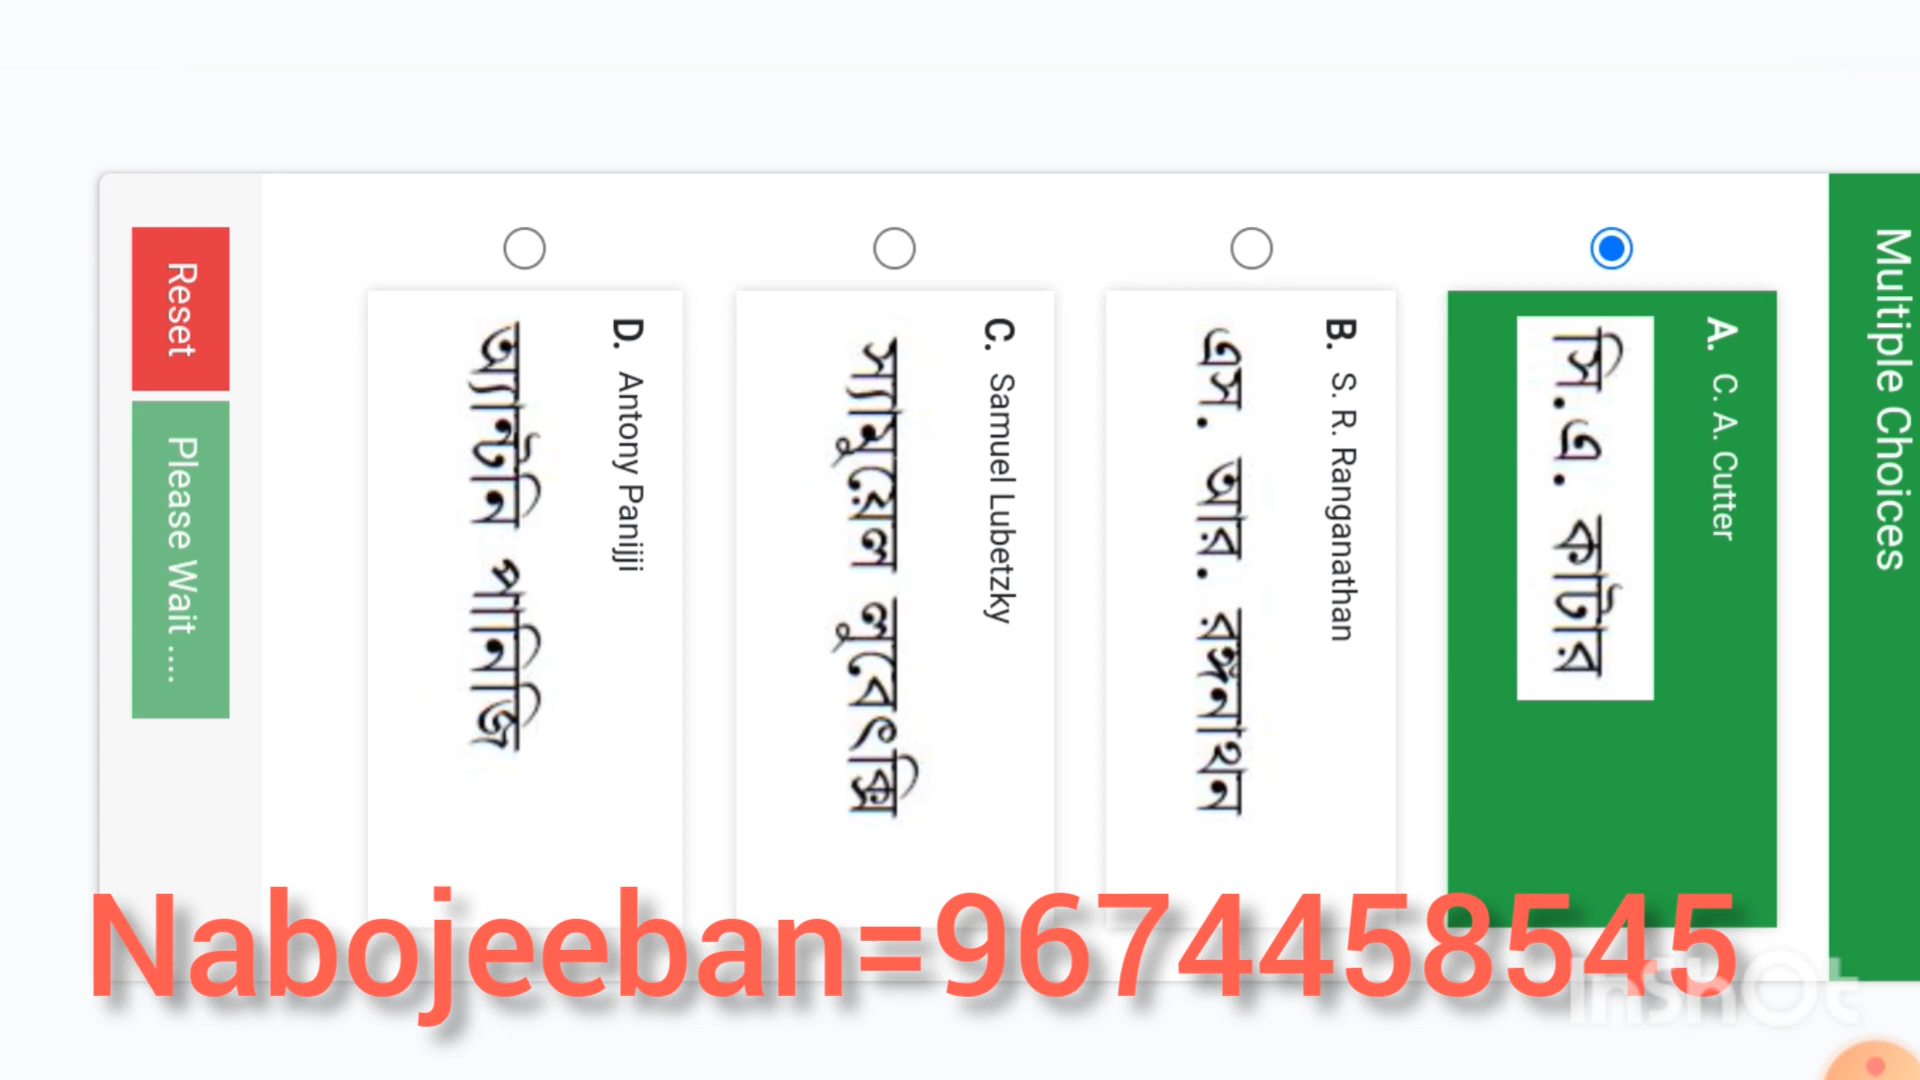 Multiple Choices
A. C. A. Cutter
সি.এ. কাটার
B. S. R. Ranganathan
এস. আর. রঙ্গনাথন
C. Samuel Lubetzky
স্যামুয়েল লুবেৎস্কি
D. Antony Panijji
অ্যান্টনি পানিজি
Reset
Please Wait ....
Nabojeeban=9674458545
InShOt